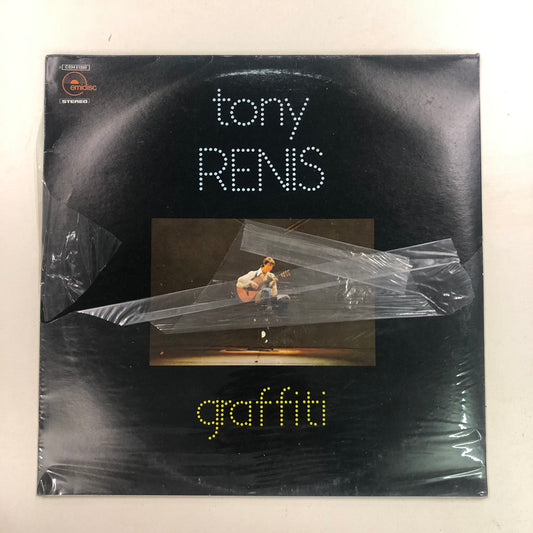 emidisc
STEREO
tony
RENIS
graffiti